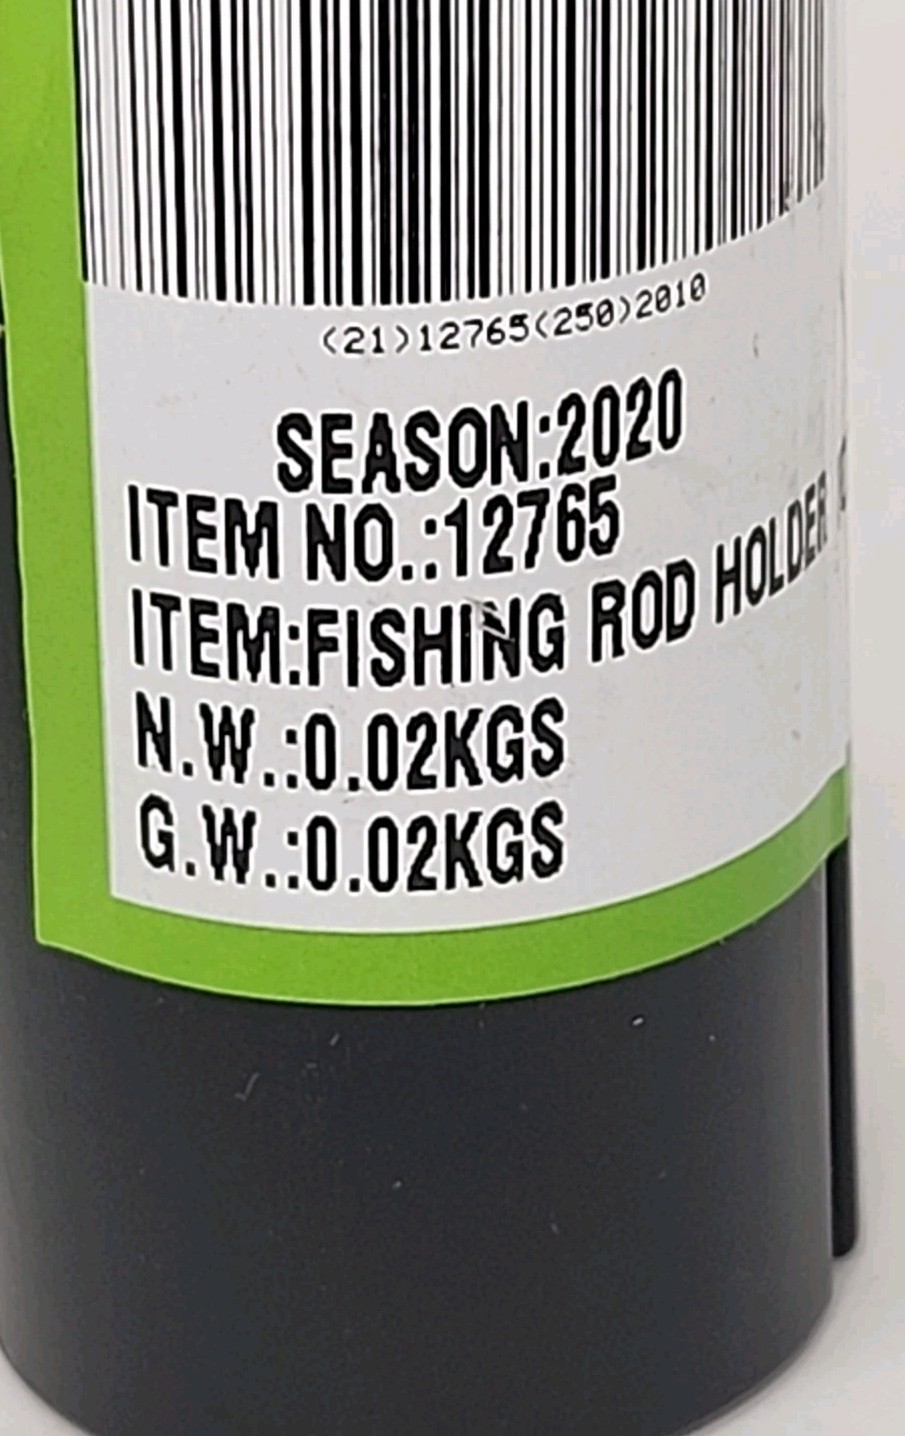 (21)12765(250)2010
SEASON:2020
ITEM NO.:12765
ITEM:FISHING ROD HOLDER
N.W.:0.02KGS
G.W.:0.02KGS